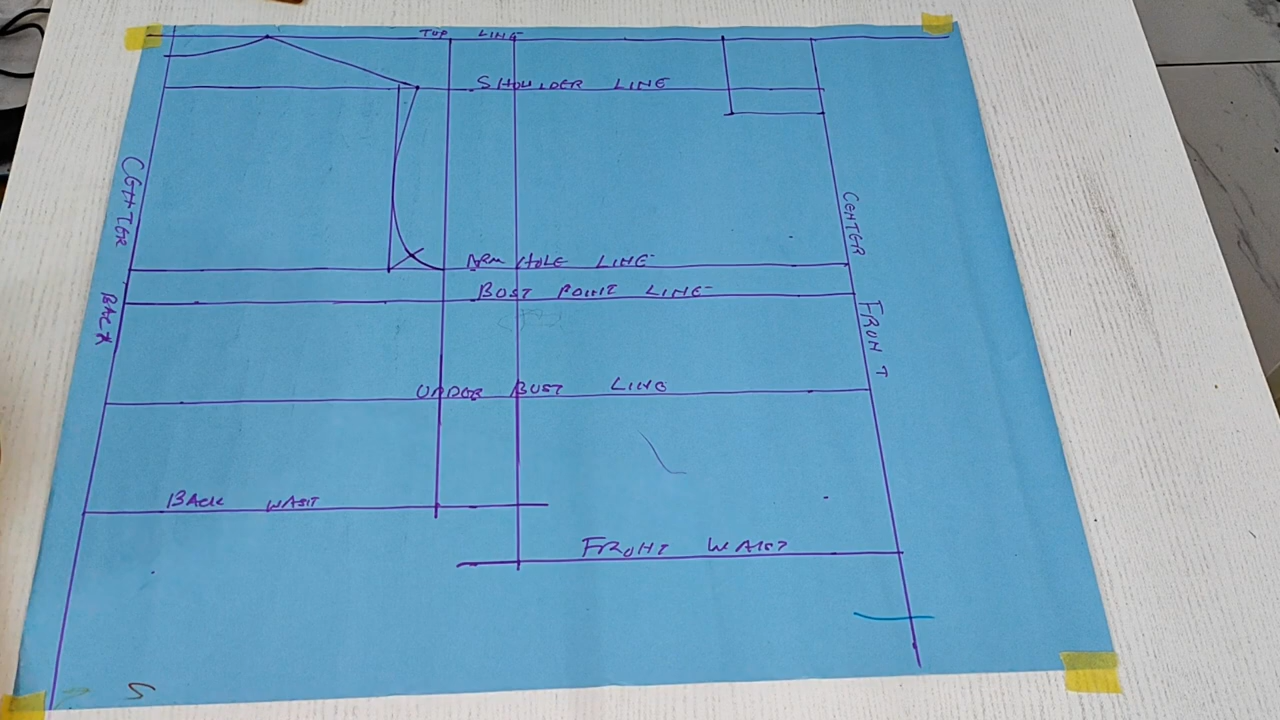 TOP LINE
SHOULDER LINE
CENTER BACK
CENTER FRONT
ARM HOLE LINE
BUST POINT LINE
UNDER BUST LINE
BACK WAST
FRONT WAIST
S